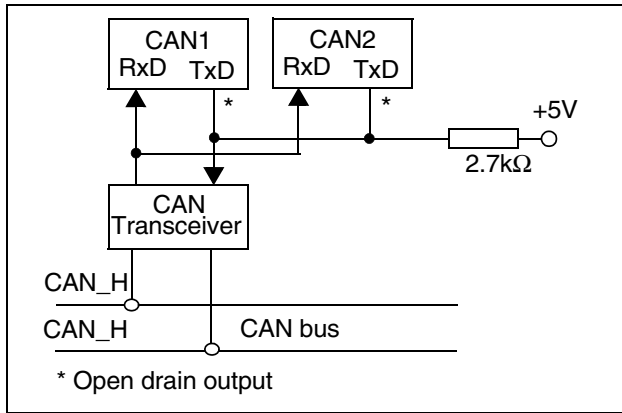 CAN1
RxD TxD
*
CAN2
RxD TxD
*
+5V
2.7kΩ
CAN
Transceiver
CAN_H
CAN_H CAN bus
* Open drain output